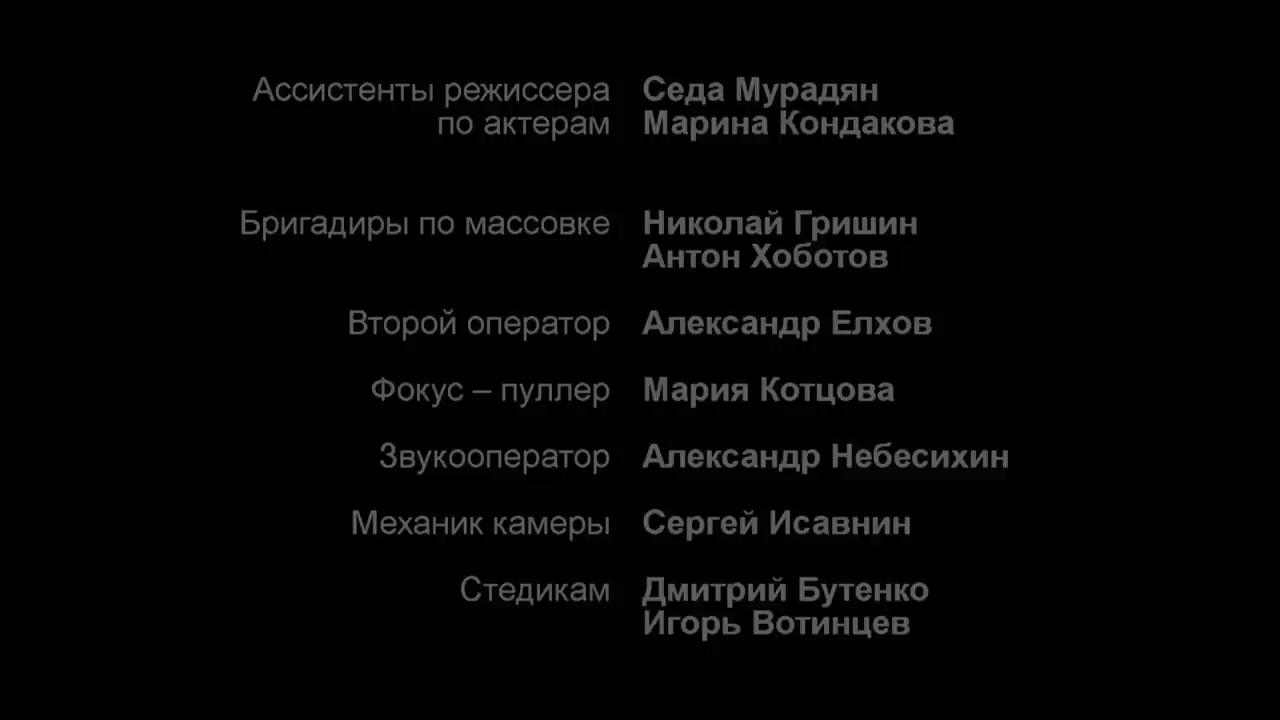 Ассистенты режиссера Седа Мурадян
по актерам Марина Кондакова
Бригадиры по массовке Николай Гришин
Антон Хоботов
Второй оператор Александр Елхов
Фокус – пуллер Мария Котцова
Звукооператор Александр Небесихин
Механик камеры Сергей Исавнин
Стедикам Дмитрий Бутенко
Игорь Вотинцев